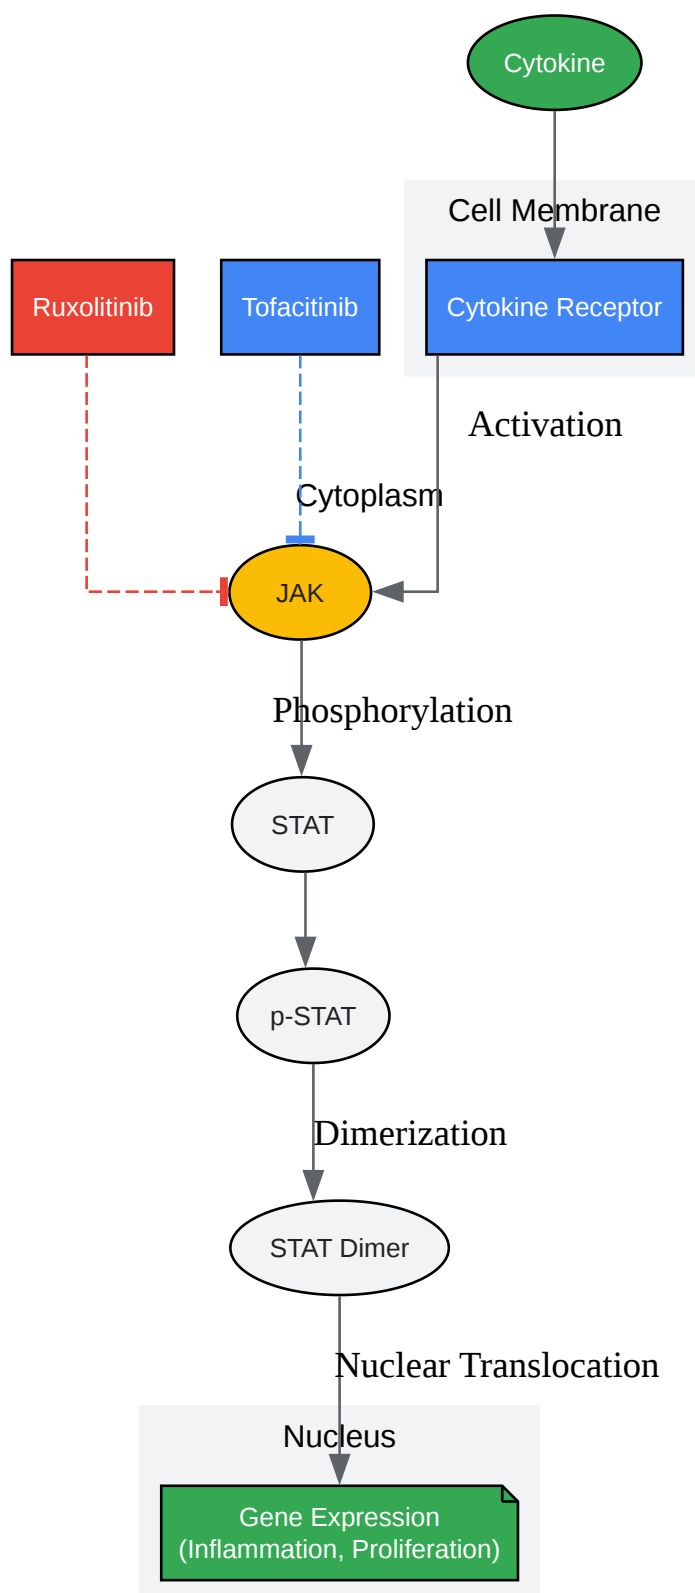 Cytokine
Cell Membrane
Ruxolitinib
Tofacitinib
Cytokine Receptor
Activation
Cytoplasm
JAK
Phosphorylation
STAT
p-STAT
Dimerization
STAT Dimer
Nuclear Translocation
Nucleus
Gene Expression
(Inflammation, Proliferation)